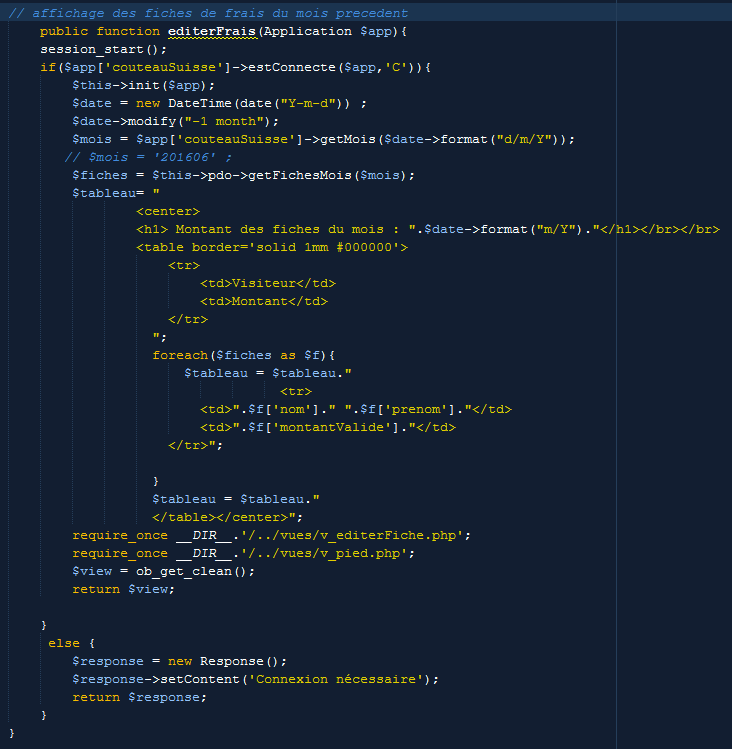 // affichage des fiches de frais du mois precedent
public function editerFrais(Application $app){
session_start();
if($app['couteauSuisse']->estConnecte($app,'C')){
$this->init($app);
$date = new DateTime(date("Y-m-d")) ;
$date->modify("-1 month");
$mois = $app['couteauSuisse']->getMois($date->format("d/m/Y"));
// $mois = '201606' ;
$fiches = $this->pdo->getFichesMois($mois);
$tableau= "
<center>
<h1> Montant des fiches du mois : ".$date->format("m/Y")."</h1></br></br>
<table border='solid 1mm #000000'>
<tr>
<td>Visiteur</td>
<td>Montant</td>
</tr>
";
foreach($fiches as $f){
$tableau = $tableau."
<tr>
<td>".$f['nom']." ".$f['prenom']."</td>
<td>".$f['montantValide']."</td>
</tr>";
}
$tableau = $tableau."
</table></center>";
require_once __DIR__.'/../vues/v_editerFiche.php';
require_once __DIR__.'/../vues/v_pied.php';
$view = ob_get_clean();
return $view;
}
else {
$response = new Response();
$response->setContent('Connexion nécessaire');
return $response;
}
}